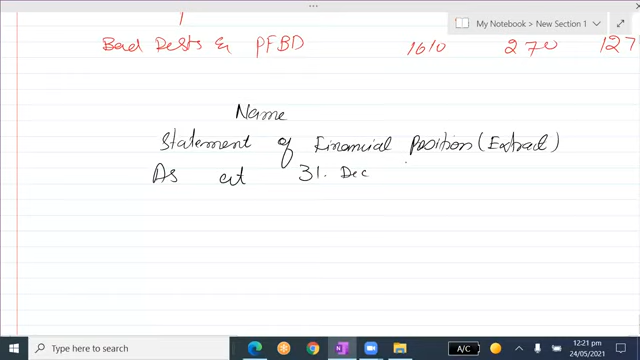 My Notebook > New Section 1
Bad Debts & PFBD 1610 270 127
Name
Statement of Financial Position (Extract)
As at 31. Dec
Type here to search
A/C
12:21 pm
24/05/2021